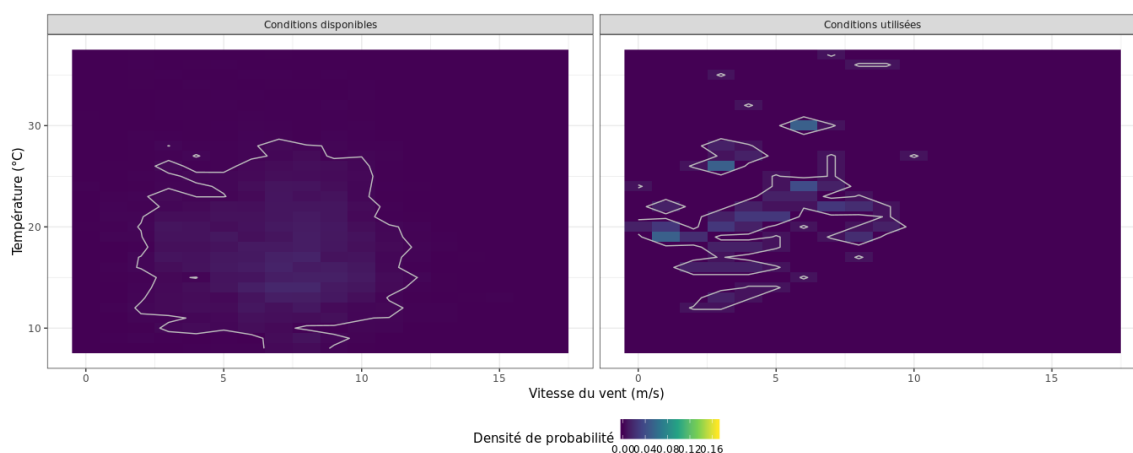 Conditions disponibles
Conditions utilisées
Température (°C)
30
20
10
0
5
10
15
0
5
10
15
Vitesse du vent (m/s)
Densité de probabilité
0.00 0.04 0.08 0.12 0.16